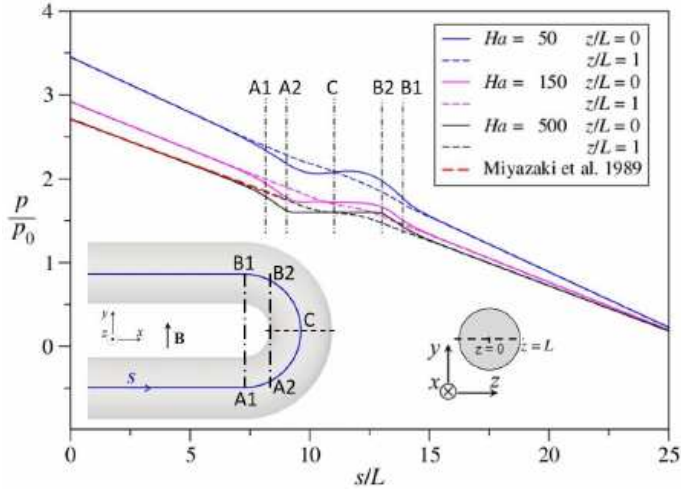 4
3
2
1
0
p
p0
A1 A2 C B2 B1
Ha = 50 z/L = 0
z/L = 1
Ha = 150 z/L = 0
z/L = 1
Ha = 500 z/L = 0
z/L = 1
Miyazaki et al. 1989
B1 B2
y
z x
B
C
s
A1 A2
z=0 z=L
y
x z
0 5 10 15 20 25
s/L